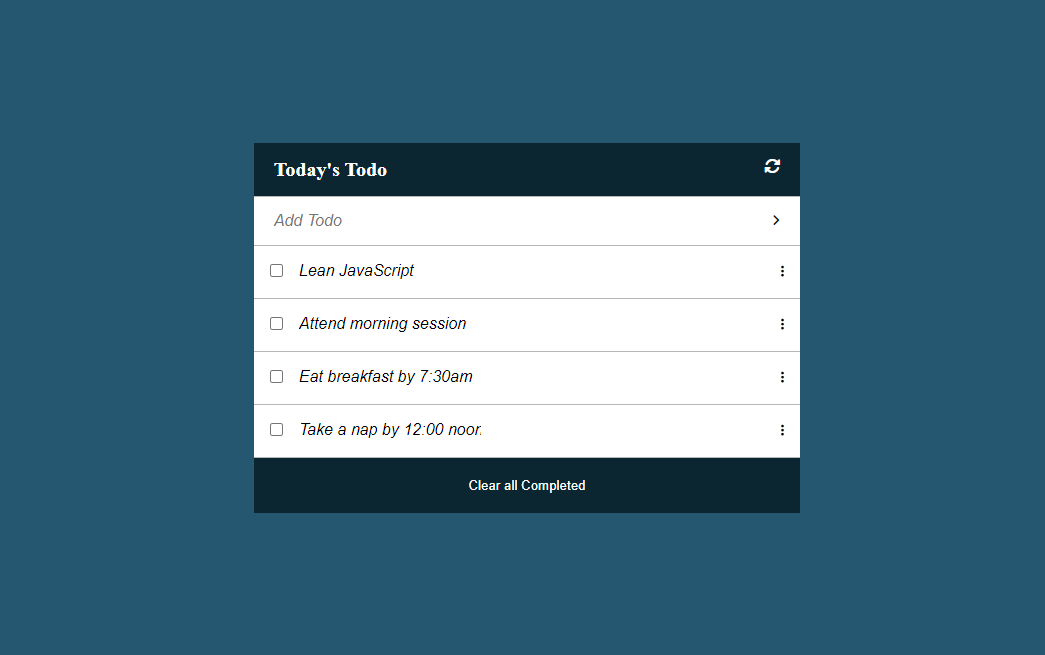 Today's Todo
Add Todo
Lean JavaScript
Attend morning session
Eat breakfast by 7:30am
Take a nap by 12:00 noon
Clear all Completed